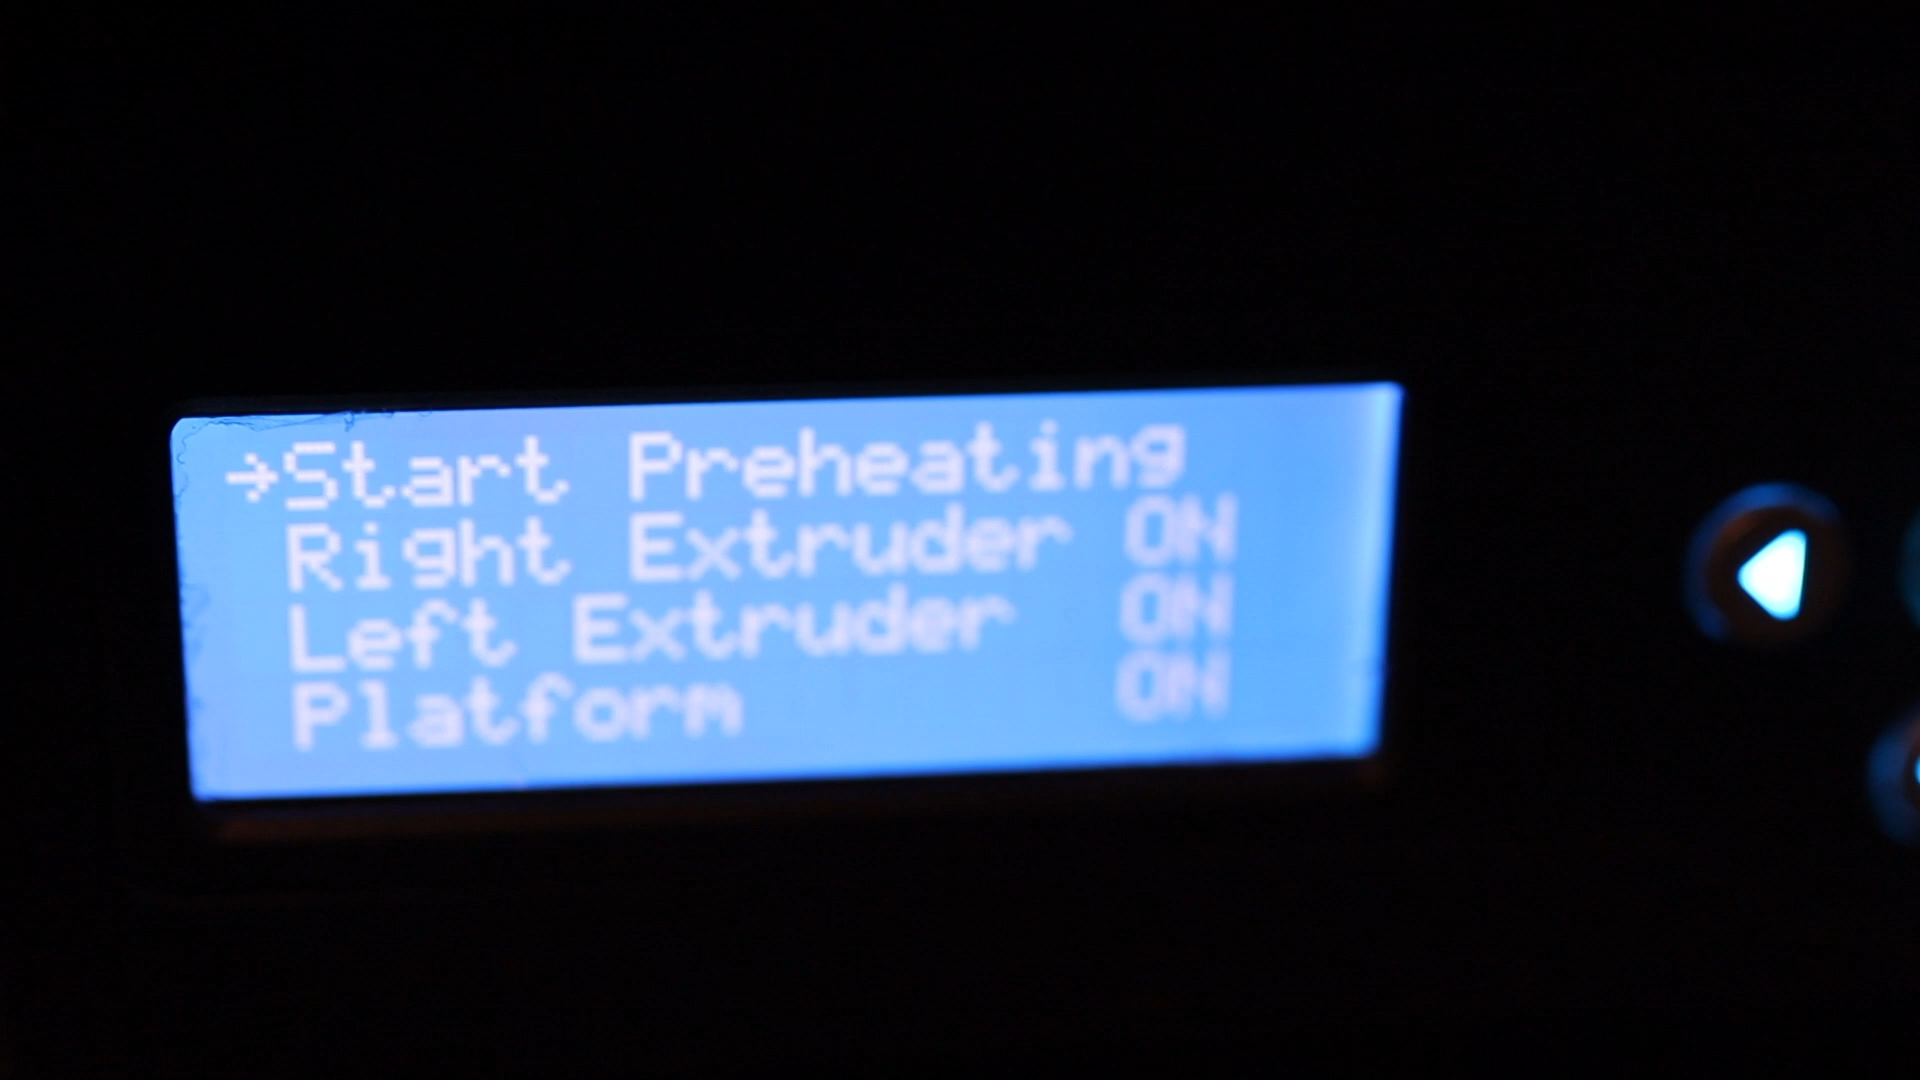 →Start Preheating
Right Extruder ON
Left Extruder ON
Platform ON